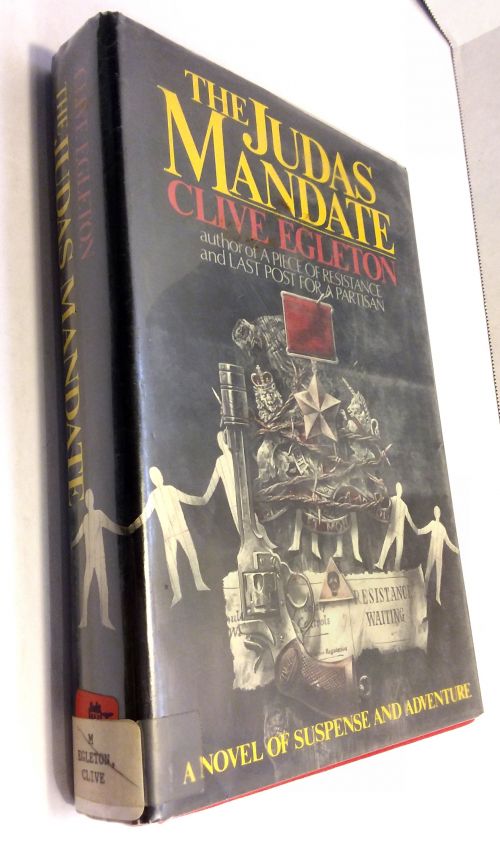 THE JUDAS
MANDATE
CLIVE EGLETON
author of A PIECE OF RESISTANCE
and LAST POST FOR A PARTISAN
RESISTANCE
WAITING
Regulations
A NOVEL OF SUSPENSE AND ADVENTURE
CLIVE EGLETON
THE JUDAS MANDATE
M
EGLETON,
CLIVE